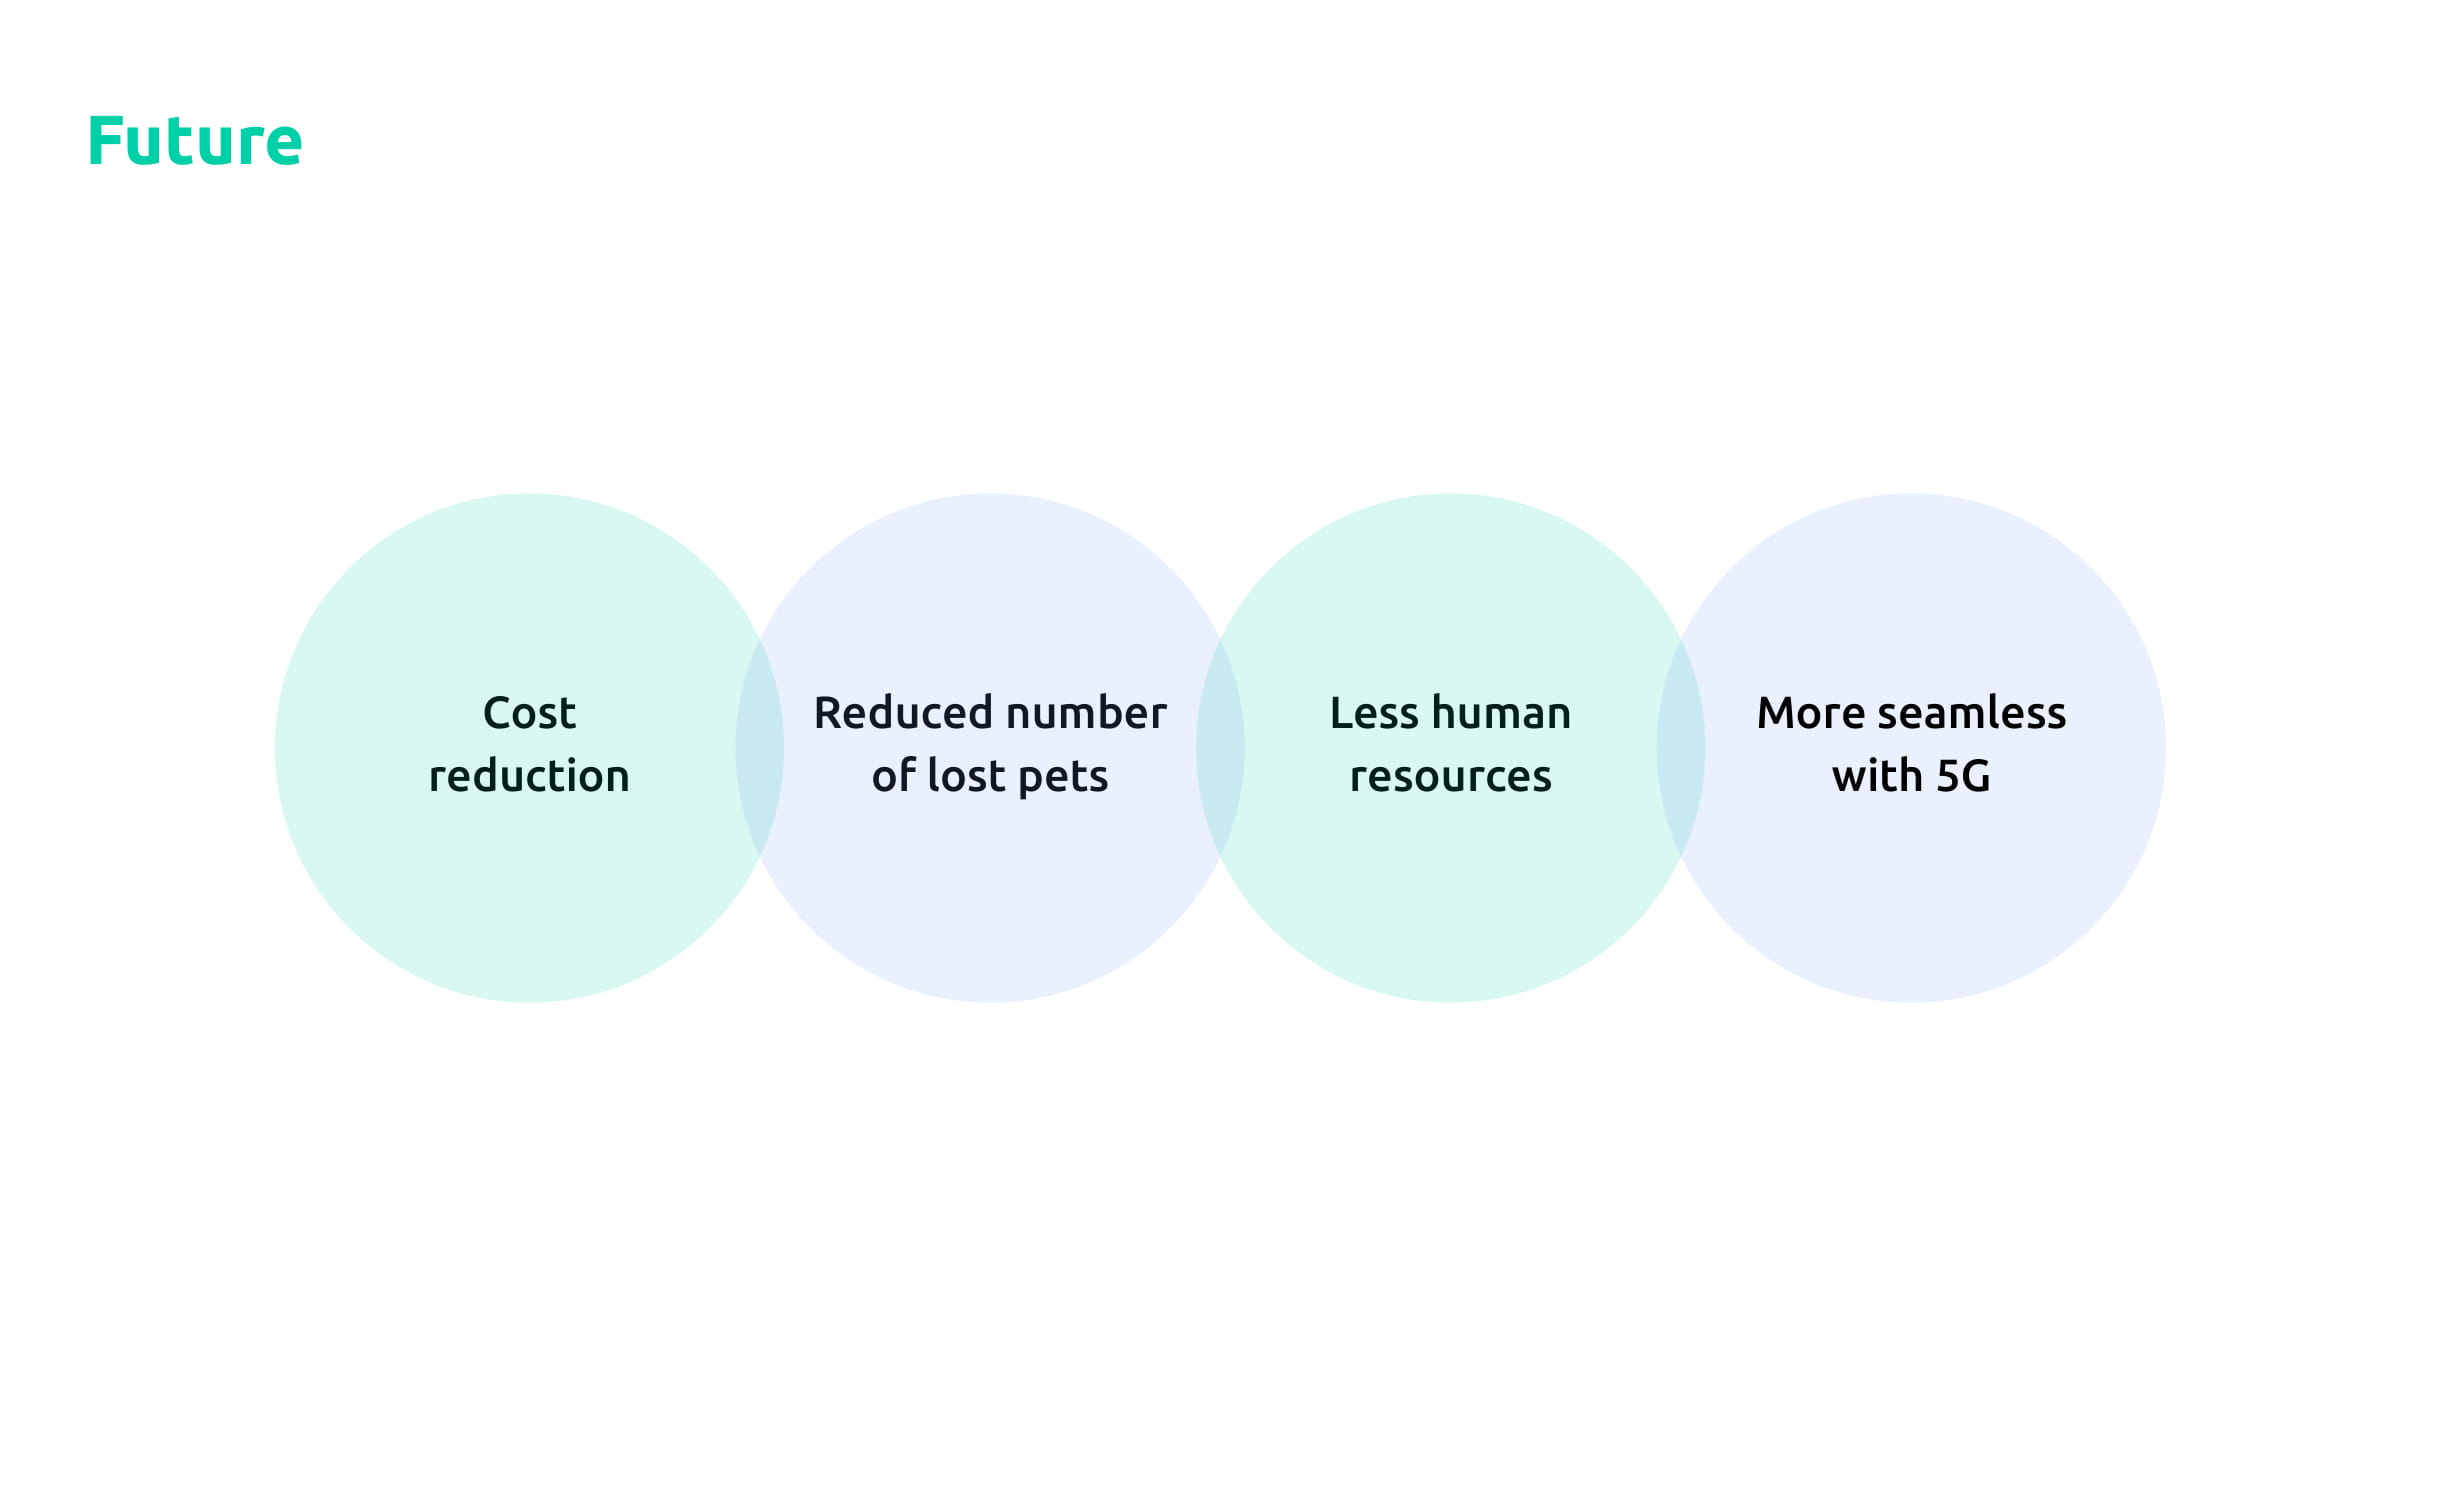 Future
Cost
reduction
Reduced number
of lost pets
Less human
resources
More seamless
with 5G